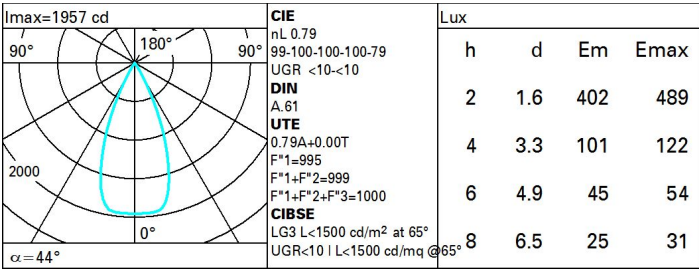 Imax=1957 cd
90° 180° 90°
2000
0°
α=44°
CIE
nL 0.79
99-100-100-100-79
UGR <10-<10
DIN
A.61
UTE
0.79A+0.00T
F"1=995
F"1+F"2=999
F"1+F"2+F"3=1000
CIBSE
LG3 L<1500 cd/m² at 65°
UGR<10 | L<1500 cd/mq @65°
Lux
h d Em Emax
2 1.6 402 489
4 3.3 101 122
6 4.9 45 54
8 6.5 25 31